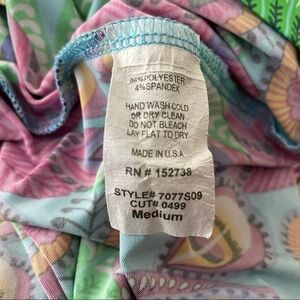 96% POLYESTER
4% SPANDEX
HAND WASH COLD
OR DRY CLEAN
DO NOT BLEACH
LAY FLAT TO DRY
MADE IN U.S.A
RN # 152738
STYLE# 7077S09
CUT# 0499
Medium